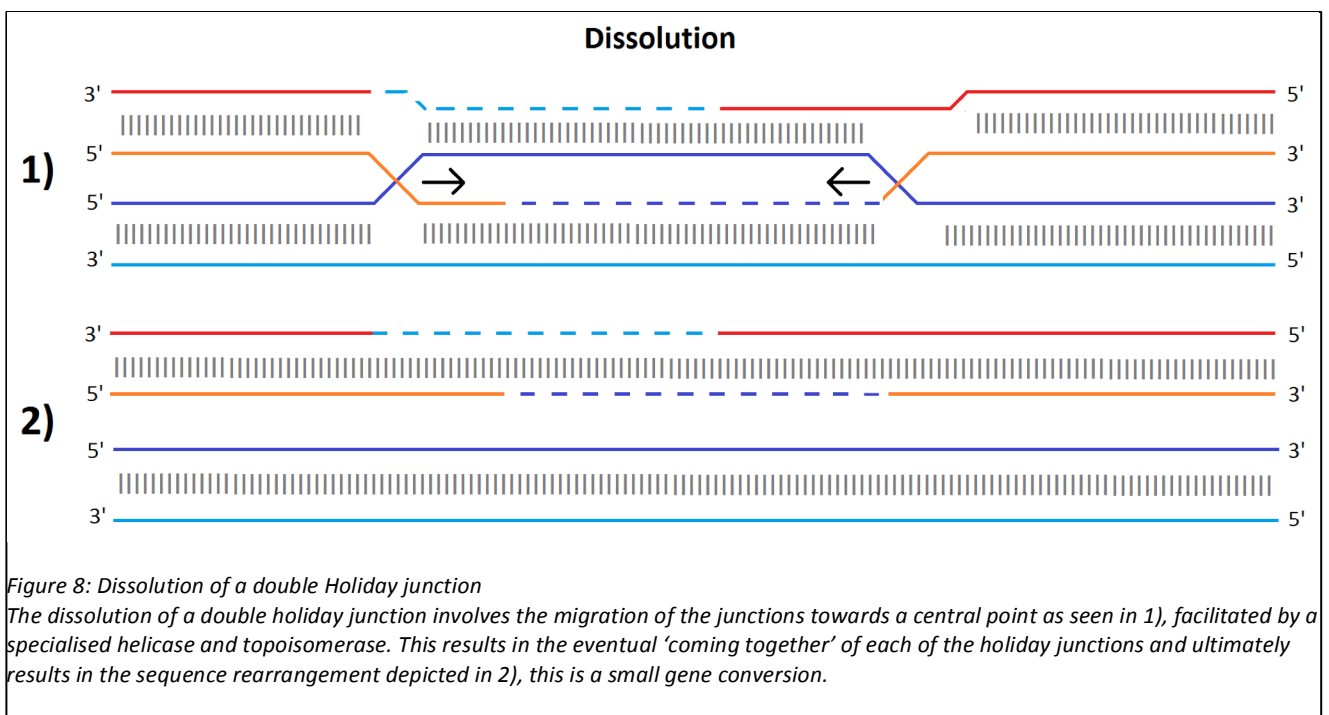 Dissolution
3' 5'
1) 5' 3'
5' 3'
3' 5'
3' 5'
2) 5' 3'
5' 3'
3' 5'
Figure 8: Dissolution of a double Holiday junction
The dissolution of a double holiday junction involves the migration of the junctions towards a central point as seen in 1), facilitated by a
specialised helicase and topoisomerase. This results in the eventual ‘coming together’ of each of the holiday junctions and ultimately
results in the sequence rearrangement depicted in 2), this is a small gene conversion.